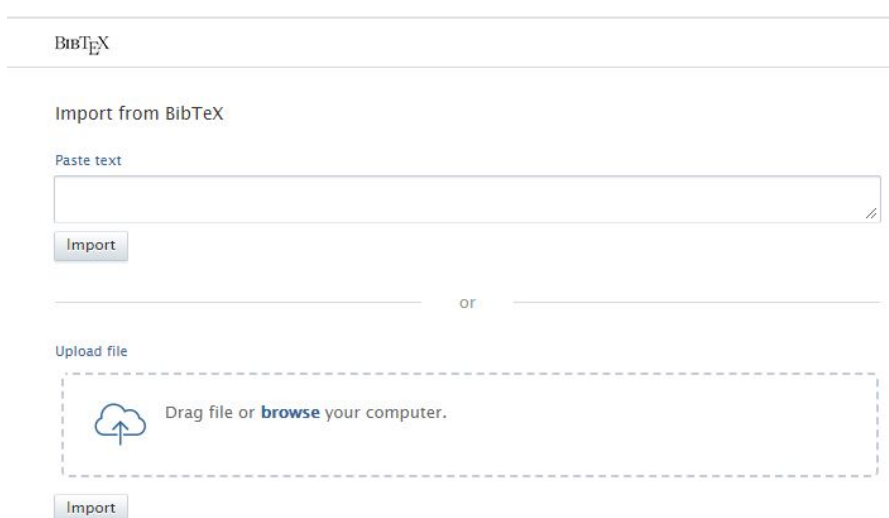 BIBTEX
Import from BibTeX
Paste text
Import
or
Upload file
Drag file or browse your computer.
Import